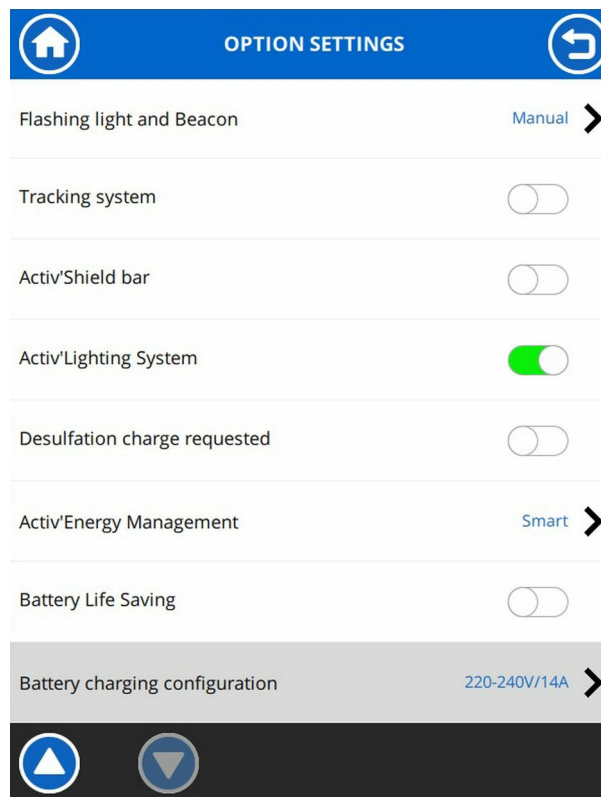 OPTION SETTINGS
Flashing light and Beacon Manual
Tracking system
Activ'Shield bar
Activ'Lighting System
Desulfation charge requested
Activ'Energy Management Smart
Battery Life Saving
Battery charging configuration 220-240V/14A